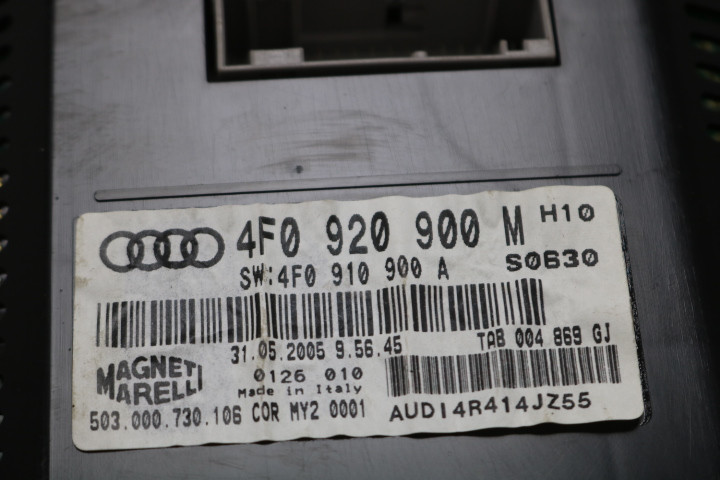 4F0 920 900 M H10
SW:4F0 910 900 A S0630
31.05.2005 9.56.45 TAB 004 869 GJ
MAGNETI
MARELLI
0126 010
Made in Italy
503.000.730.106 COR MY2 0001
AUDI4R414JZ55